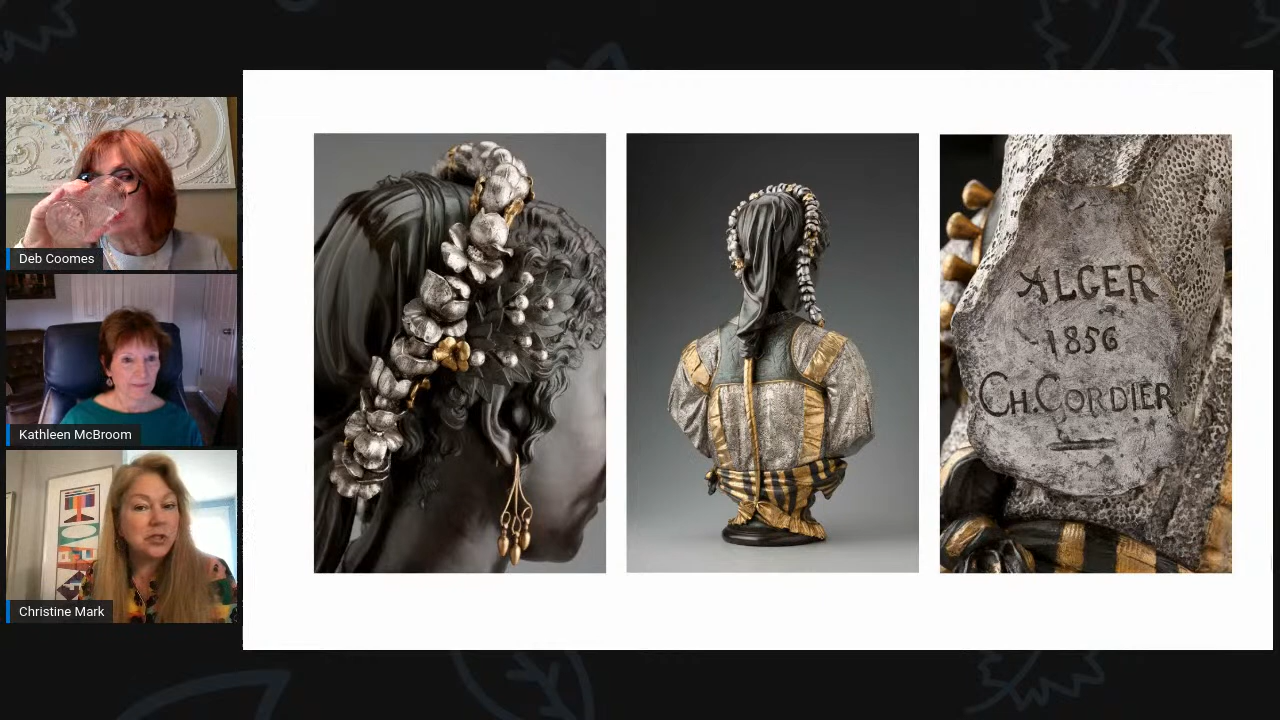 Deb Coomes
Kathleen McBroom
Christine Mark
ALGER
1856
CH. CORDIER